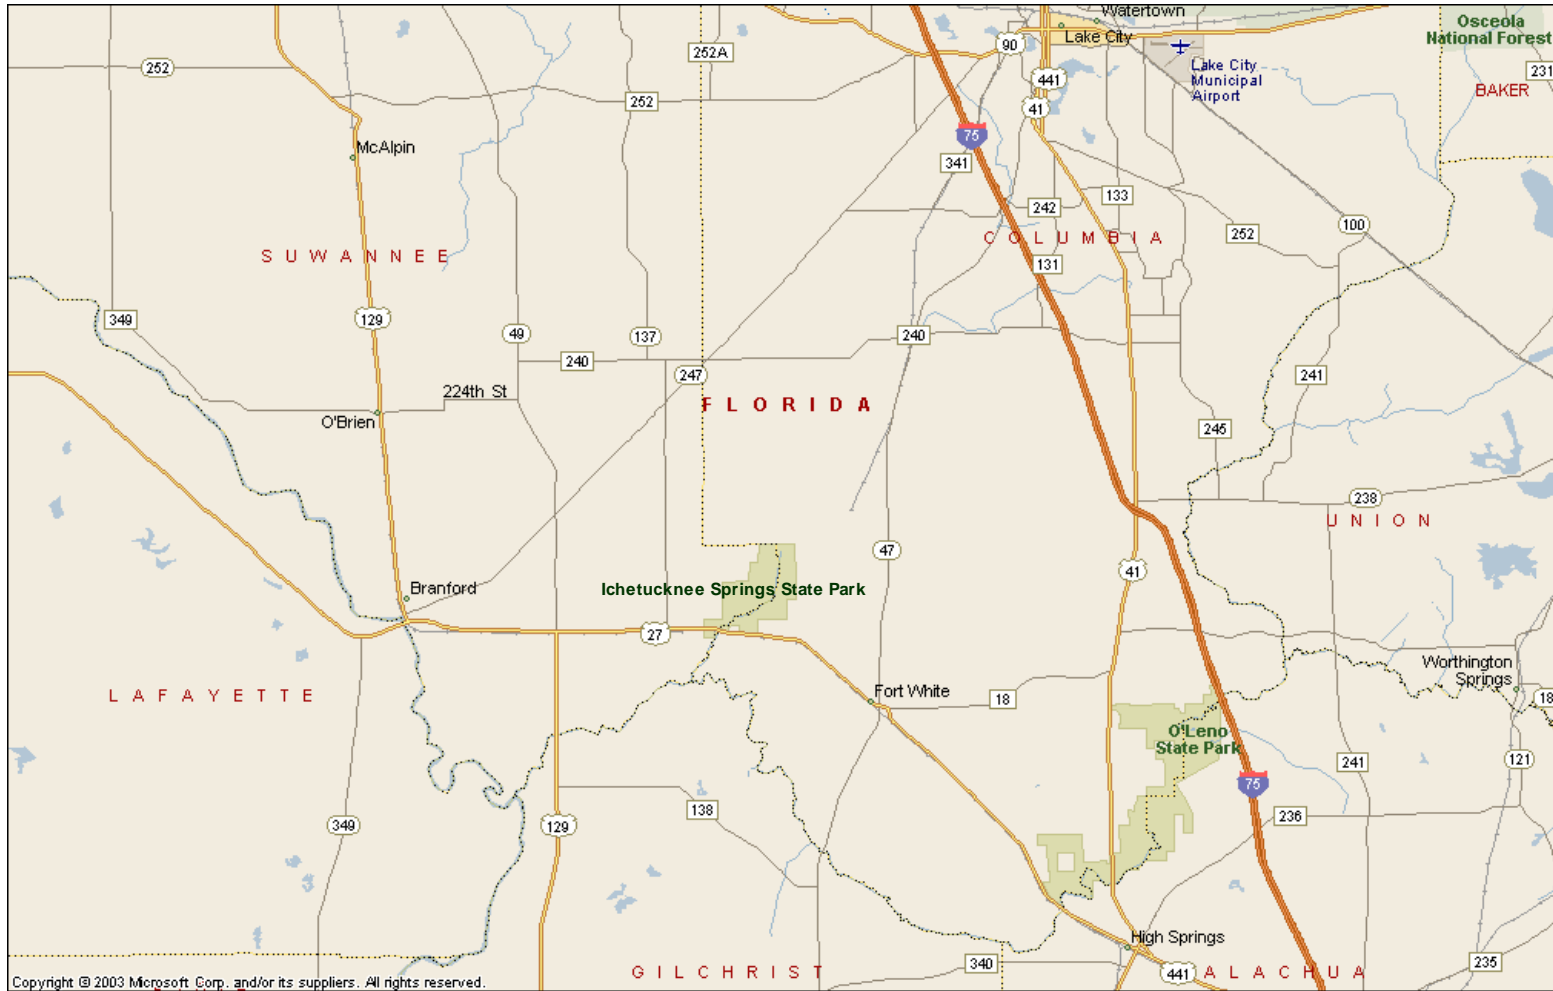 Watertown
Osceola
National Forest
252A
90
Lake City
252
Lake City
Municipal
Airport
231
441
BAKER
252
41
75
McAlpin
341
133
242
100
252
COLUMBIA
SUWANNEE
131
349
129
49
137
240
240
247
241
224th St
FLORIDA
O'Brien
245
238
UNION
47
41
Branford
Ichetucknee Springs State Park
27
Worthington
Springs
LAFAYETTE
Fort White
18
18
O'Leno
State Park
121
241
75
138
236
349
129
High Springs
340
235
GILCHRIST
441
ALACHUA
Copyright © 2003 Microsoft Corp. and/or its suppliers. All rights reserved.